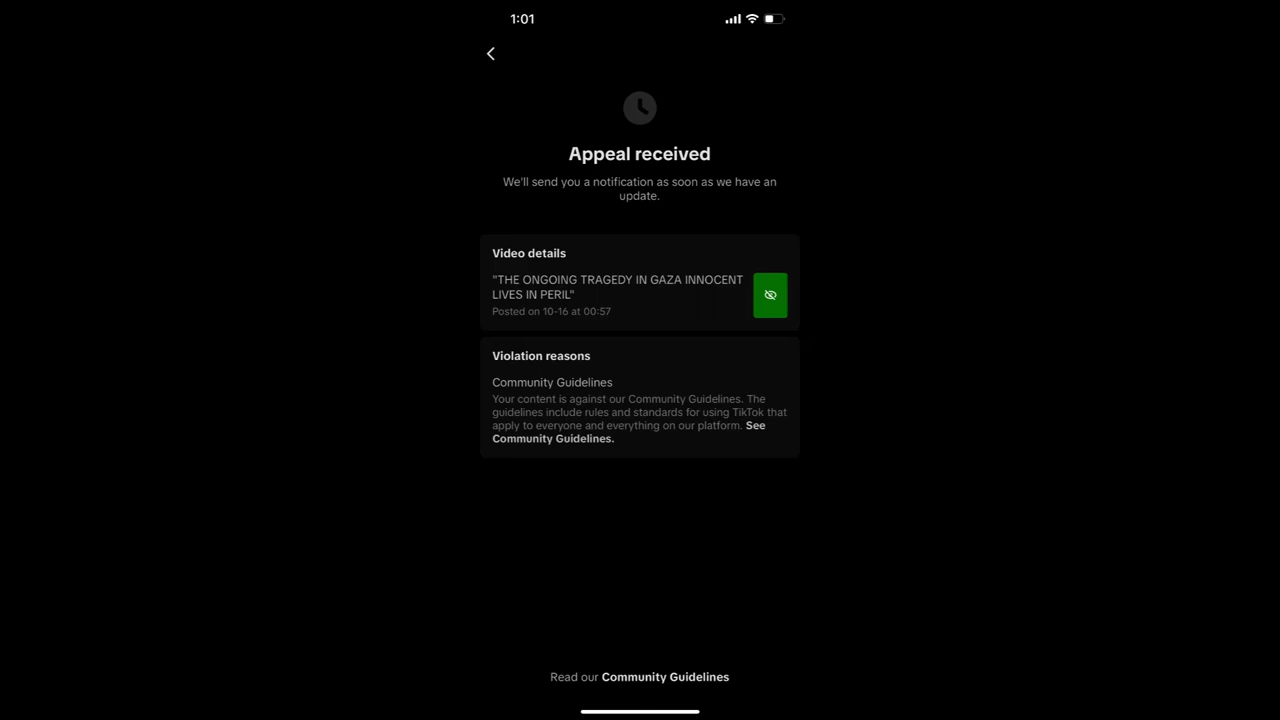 1:01
Appeal received
We'll send you a notification as soon as we have an
update.
Video details
"THE ONGOING TRAGEDY IN GAZA INNOCENT
LIVES IN PERIL"
Posted on 10-16 at 00:57
Violation reasons
Community Guidelines
Your content is against our Community Guidelines. The
guidelines include rules and standards for using TikTok that
apply to everyone and everything on our platform. See
Community Guidelines.
Read our Community Guidelines